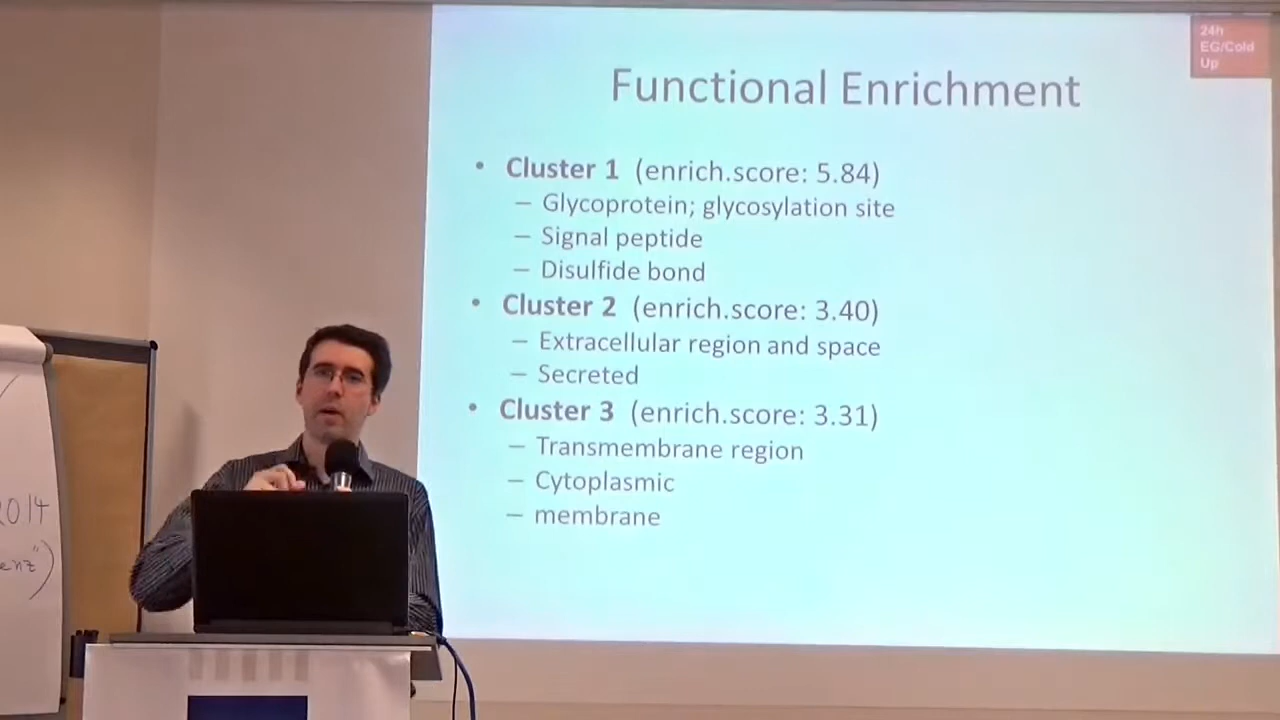 24h
EG/Cold
Up
Functional Enrichment
• Cluster 1 (enrich.score: 5.84)
– Glycoprotein; glycosylation site
– Signal peptide
– Disulfide bond
• Cluster 2 (enrich.score: 3.40)
– Extracellular region and space
– Secreted
• Cluster 3 (enrich.score: 3.31)
– Transmembrane region
– Cytoplasmic
– membrane
2014